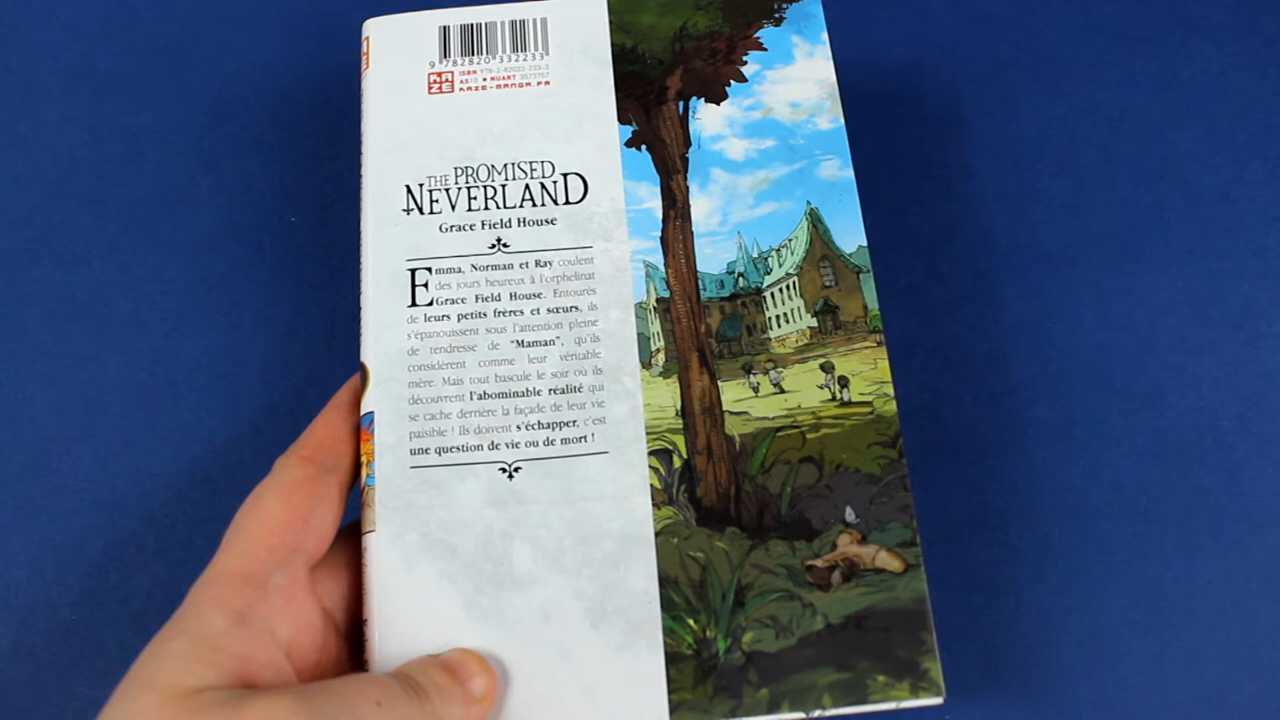 9 782820 332233
KAZE
ISBN 978-2-82033-223-3
NUART 3573757
KAZE-MANGA.FR
THE PROMISED
NEVERLAND
Grace Field House
Emma, Norman et Ray coulent
des jours heureux à l'orphelinat
Grace Field House. Entourés
de leurs petits frères et sœurs, ils
s'épanouissent sous l'attention pleine
de tendresse de "Maman", qu'ils
considèrent comme leur véritable
mère. Mais tout bascule le soir où ils
découvrent l'abominable réalité qui
se cache derrière la façade de leur vie
paisible ! Ils doivent s'échapper, c'est
une question de vie ou de mort !